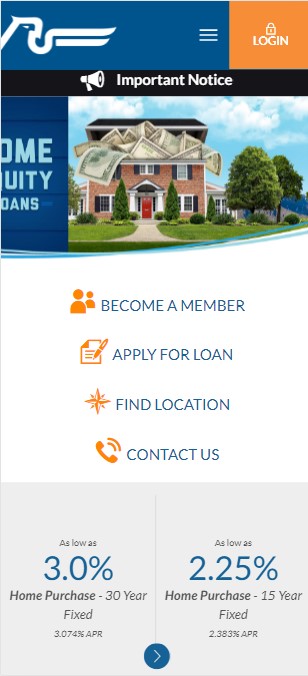 LOGIN
Important Notice
OME
UITY
OANS
BECOME A MEMBER
APPLY FOR LOAN
FIND LOCATION
CONTACT US
As low as
3.0%
Home Purchase - 30 Year
Fixed
3.074% APR
As low as
2.25%
Home Purchase - 15 Year
Fixed
2.383% APR